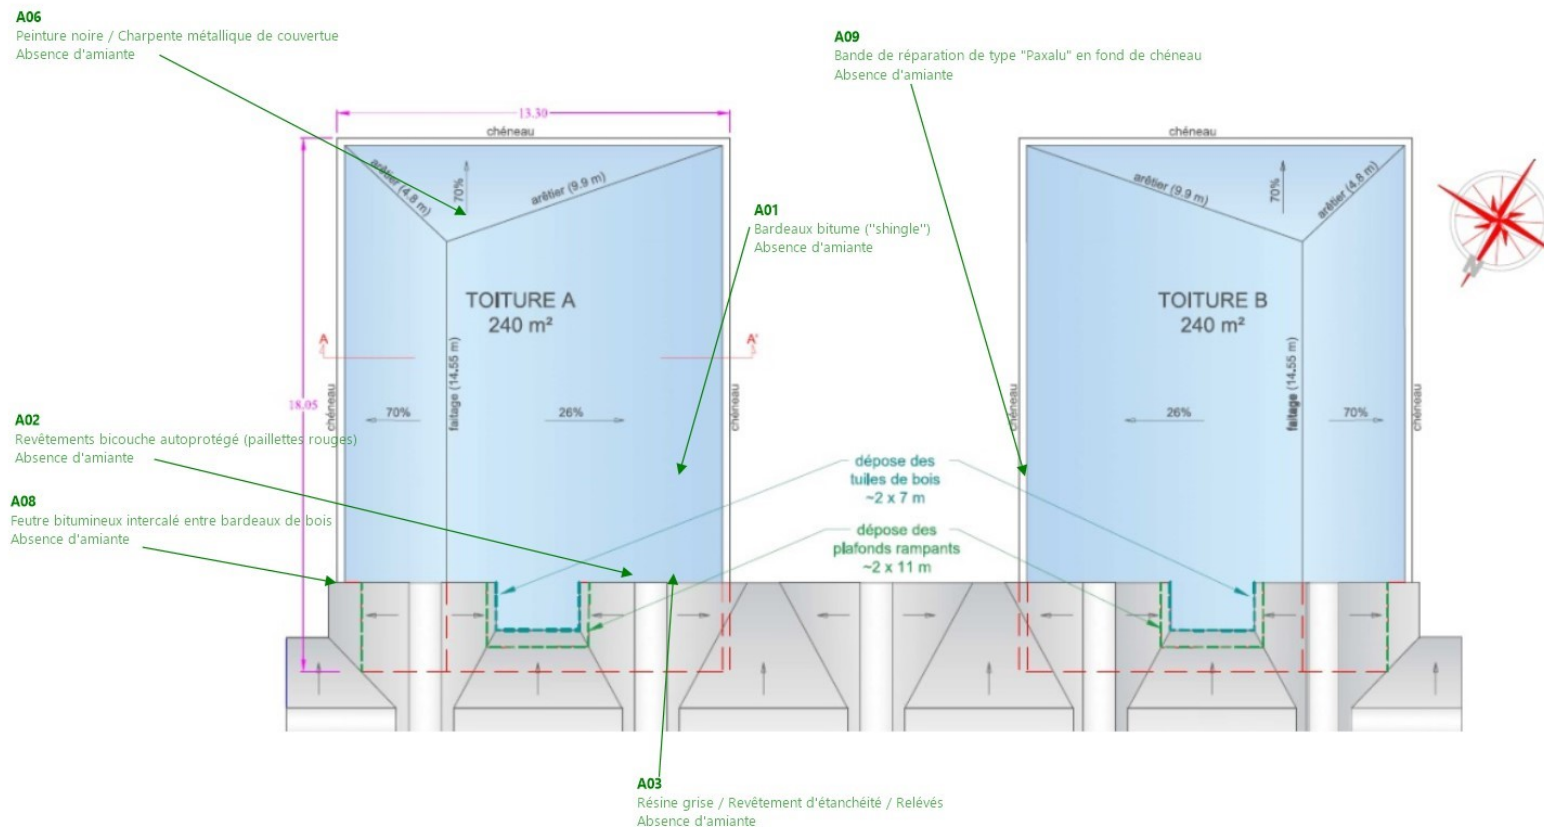 A06
Peinture noire / Charpente métallique de couvertue
Absence d'amiante
A09
Bande de réparation de type "Paxalu" en fond de chéneau
Absence d'amiante
13.30
chéneau
chéneau
arêtier (4.8 m)
70%
arêtier (9.9 m)
arêtier (9.9 m)
70%
arêtier (4.8 m)
A01
Bardeaux bitume ("shingle")
Absence d'amiante
N
TOITURE A
240 m²
TOITURE B
240 m²
A
A'
faitage (14.55 m)
faitage (14.55 m)
18.05
chéneau
chéneau
chéneau
chéneau
70%
26%
26%
70%
A02
Revêtements bicouche autoprotégé (paillettes rouges)
Absence d'amiante
dépose des
tuiles de bois
~2 x 7 m
A08
Feutre bitumineux intercalé entre bardeaux de bois
Absence d'amiante
dépose des
plafonds rampants
~2 x 11 m
A03
Résine grise / Revêtement d'étanchéité / Relévés
Absence d'amiante